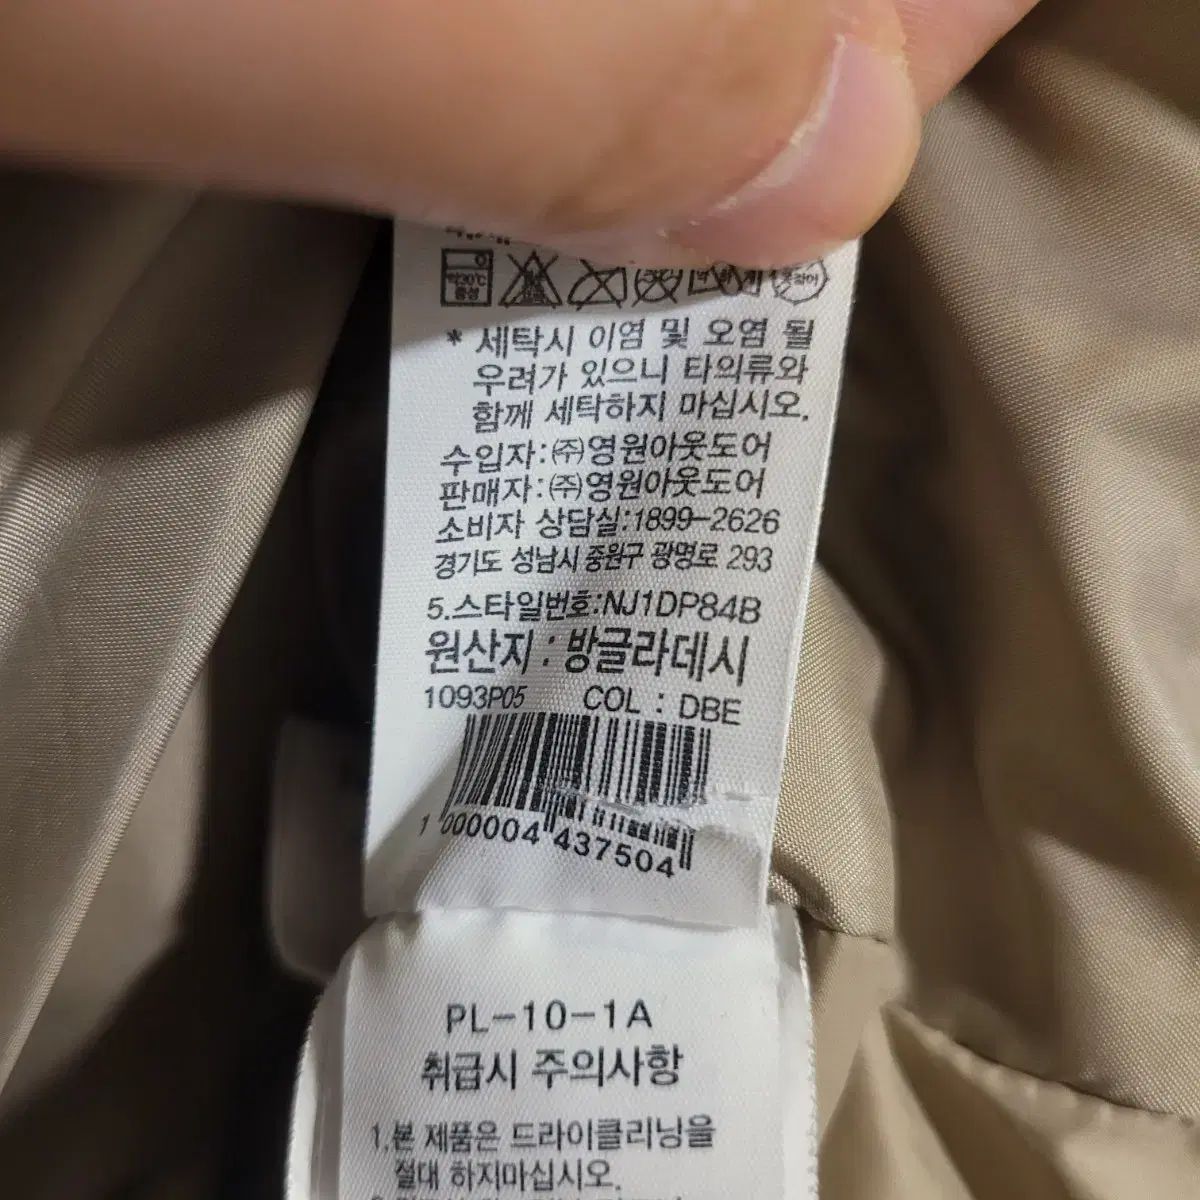 약30℃
중성
* 세탁시 이염 및 오염 될
우려가 있으니 타의류와
함께 세탁하지 마십시오.
수입자:㈜영원아웃도어
판매자:㈜영원아웃도어
소비자 상담실:1899-2626
경기도 성남시 중원구 광명로 293
5.스타일번호:NJ1DP84B
원산지 : 방글라데시
1093P05 COL : DBE
1 000004 437504
PL-10-1A
취급시 주의사항
1.본 제품은 드라이클리닝을
절대 하지마십시오.